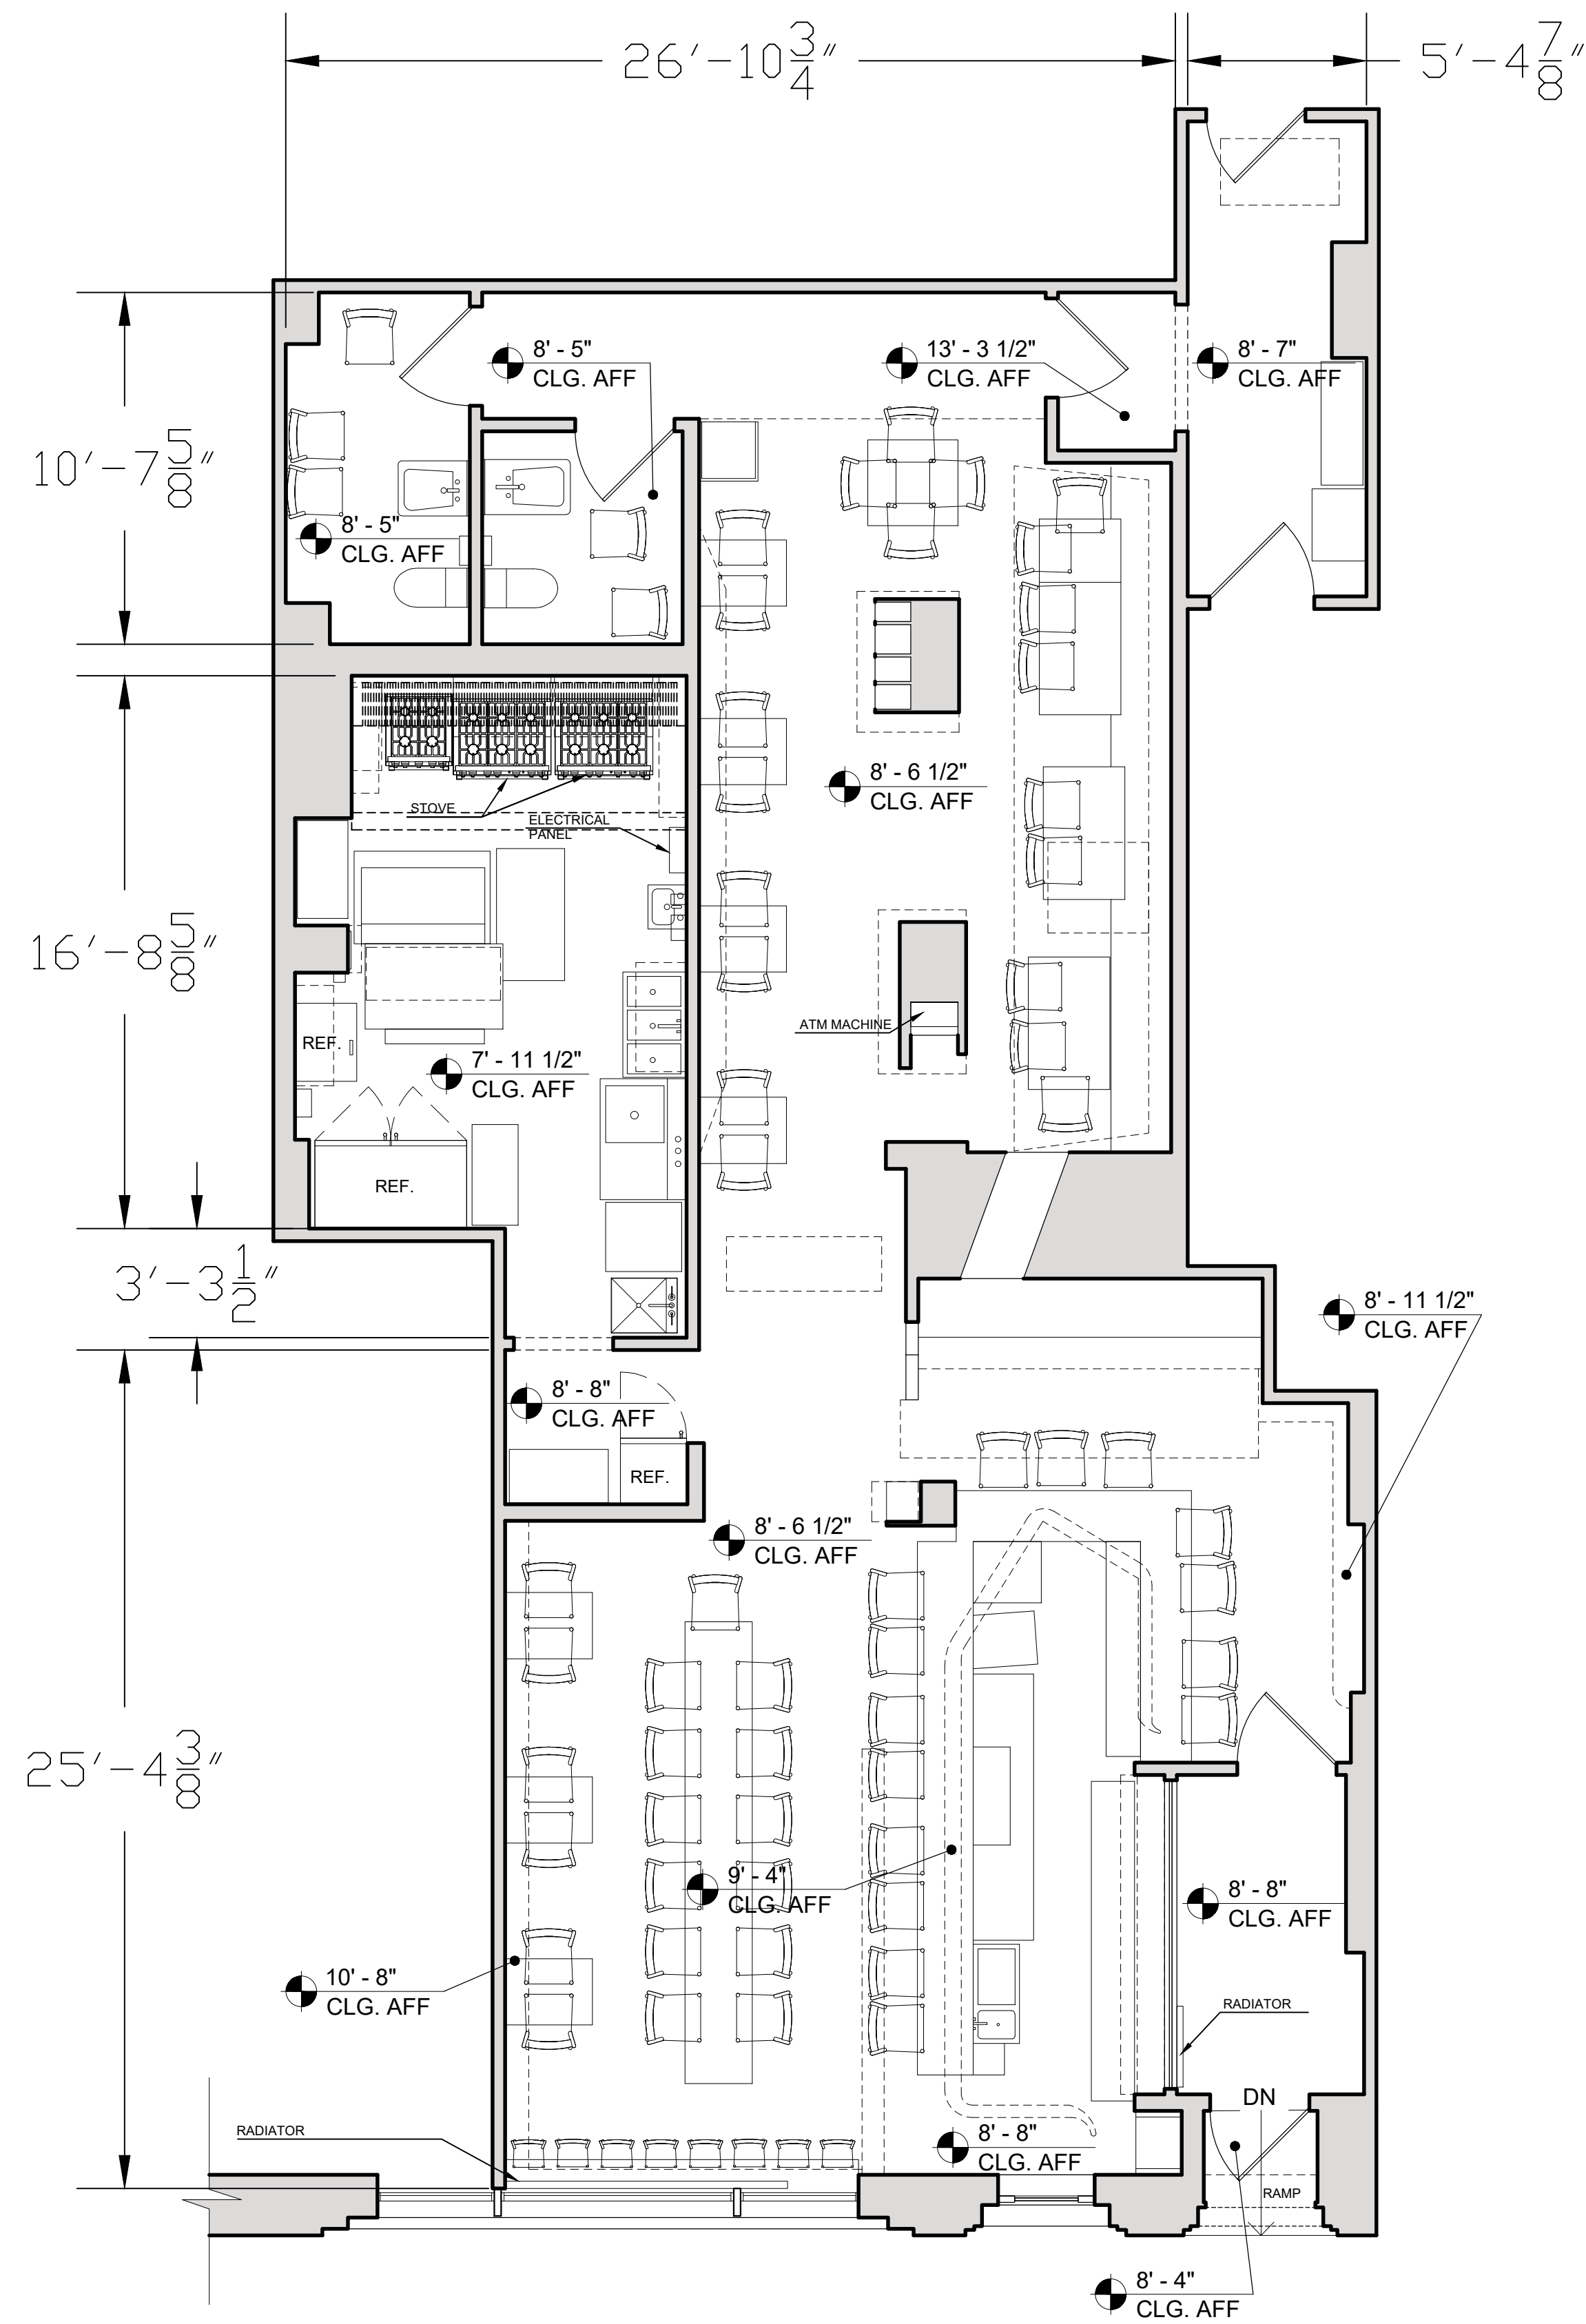 26'-10 3/4"
5'-4 7/8"
8' - 5"
CLG. AFF
13' - 3 1/2"
CLG. AFF
8' - 7"
CLG. AFF
10'-7 5/8"
8' - 5"
CLG. AFF
8' - 6 1/2"
CLG. AFF
STOVE
ELECTRICAL
PANEL
16'-8 5/8"
ATM MACHINE
REF.
7' - 11 1/2"
CLG. AFF
REF.
3'-3 1/2"
8' - 11 1/2"
CLG. AFF
8' - 8"
CLG. AFF
REF.
8' - 6 1/2"
CLG. AFF
25'-4 3/8"
9' - 4"
CLG. AFF
8' - 8"
CLG. AFF
10' - 8"
CLG. AFF
RADIATOR
DN
RADIATOR
8' - 8"
CLG. AFF
RAMP
8' - 4"
CLG. AFF